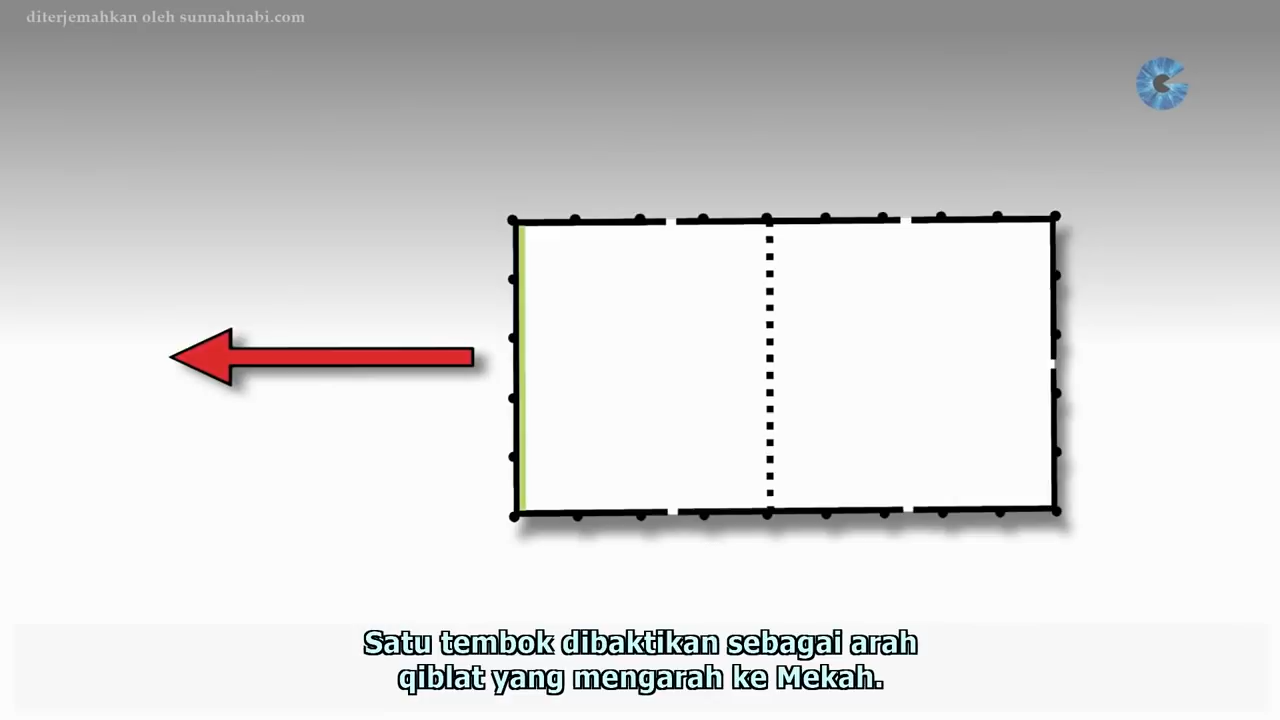 diterjemahkan oleh sunnahnabi.com
Satu tembok dibaktikan sebagai arah
qiblat yang mengarah ke Mekah.